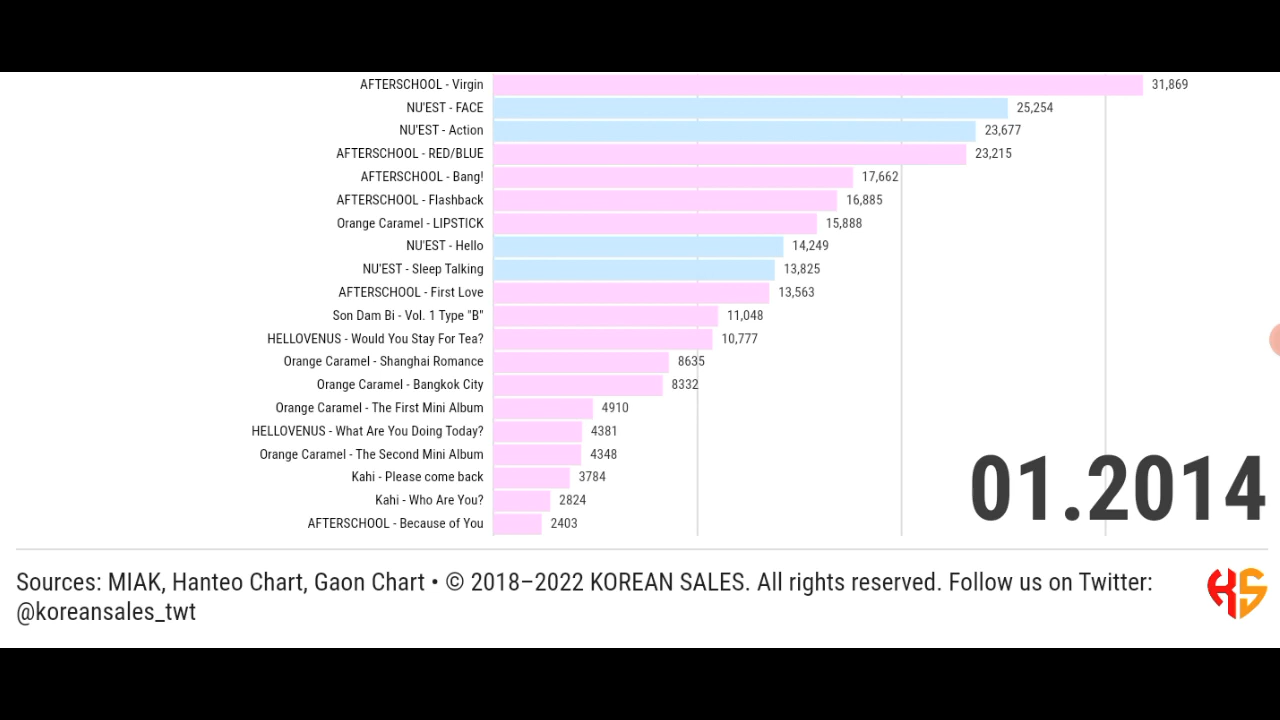 AFTERSCHOOL - Virgin 31,869
NU'EST - FACE 25,254
NU'EST - Action 23,677
AFTERSCHOOL - RED/BLUE 23,215
AFTERSCHOOL - Bang! 17,662
AFTERSCHOOL - Flashback 16,885
Orange Caramel - LIPSTICK 15,888
NU'EST - Hello 14,249
NU'EST - Sleep Talking 13,825
AFTERSCHOOL - First Love 13,563
Son Dam Bi - Vol. 1 Type "B" 11,048
HELLOVENUS - Would You Stay For Tea? 10,777
Orange Caramel - Shanghai Romance 8635
Orange Caramel - Bangkok City 8332
Orange Caramel - The First Mini Album 4910
HELLOVENUS - What Are You Doing Today? 4381
Orange Caramel - The Second Mini Album 4348
Kahi - Please come back 3784
Kahi - Who Are You? 2824
AFTERSCHOOL - Because of You 2403
01.2014
Sources: MIAK, Hanteo Chart, Gaon Chart • © 2018–2022 KOREAN SALES. All rights reserved. Follow us on Twitter:
@koreansales_twt
KS